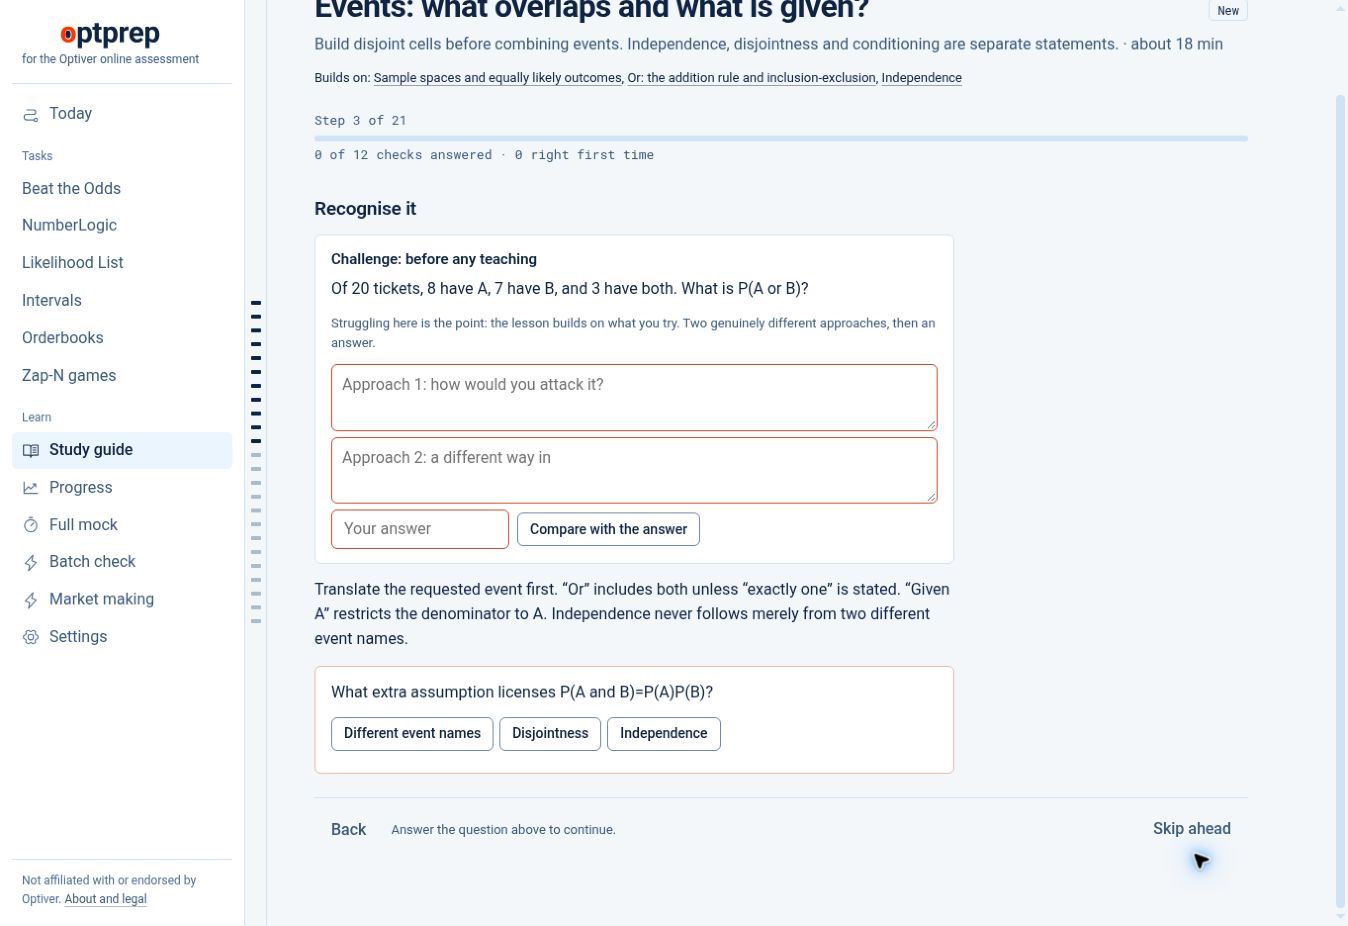 optprep
for the Optiver online assessment
Today
Tasks
Beat the Odds
NumberLogic
Likelihood List
Intervals
Orderbooks
Zap-N games
Learn
Study guide
Progress
Full mock
Batch check
Market making
Settings
Not affiliated with or endorsed by
Optiver. About and legal
Events: what overlaps and what is given?
New
Build disjoint cells before combining events. Independence, disjointness and conditioning are separate statements. · about 18 min
Builds on: Sample spaces and equally likely outcomes, Or: the addition rule and inclusion-exclusion, Independence
Step 3 of 21
0 of 12 checks answered · 0 right first time
Recognise it
Challenge: before any teaching
Of 20 tickets, 8 have A, 7 have B, and 3 have both. What is P(A or B)?
Struggling here is the point: the lesson builds on what you try. Two genuinely different approaches, then an
answer.
Approach 1: how would you attack it?
Approach 2: a different way in
Your answer
Compare with the answer
Translate the requested event first. “Or” includes both unless “exactly one” is stated. “Given
A” restricts the denominator to A. Independence never follows merely from two different
event names.
What extra assumption licenses P(A and B)=P(A)P(B)?
Different event names
Disjointness
Independence
Back
Answer the question above to continue.
Skip ahead